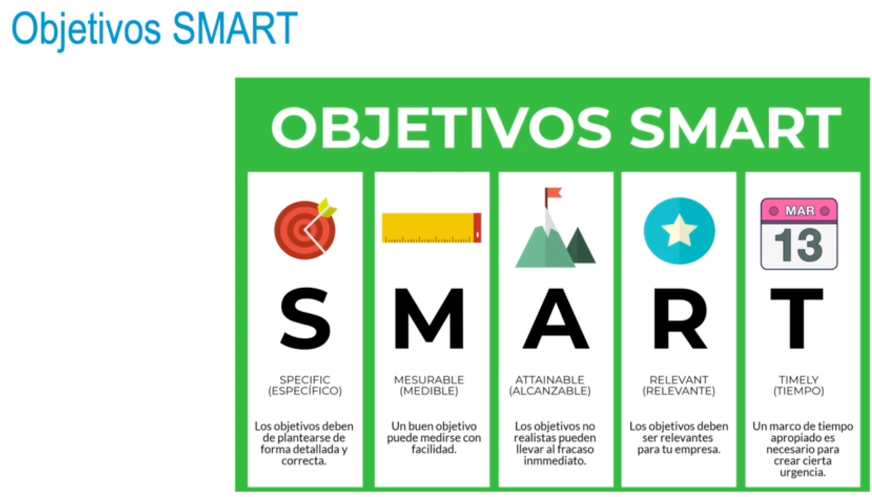 Objetivos SMART
OBJETIVOS SMART
MAR
13
S
SPECIFIC
(ESPECÍFICO)
Los objetivos deben
de plantearse de
forma detallada y
correcta.
M
MESURABLE
(MEDIBLE)
Un buen objetivo
puede medirse con
facilidad.
A
ATTAINABLE
(ALCANZABLE)
Los objetivos no
realistas pueden
llevar al fracaso
inmmediato.
R
RELEVANT
(RELEVANTE)
Los objetivos deben
ser relevantes
para tu empresa.
T
TIMELY
(TIEMPO)
Un marco de tiempo
apropiado es
necesario para
crear cierta
urgencia.